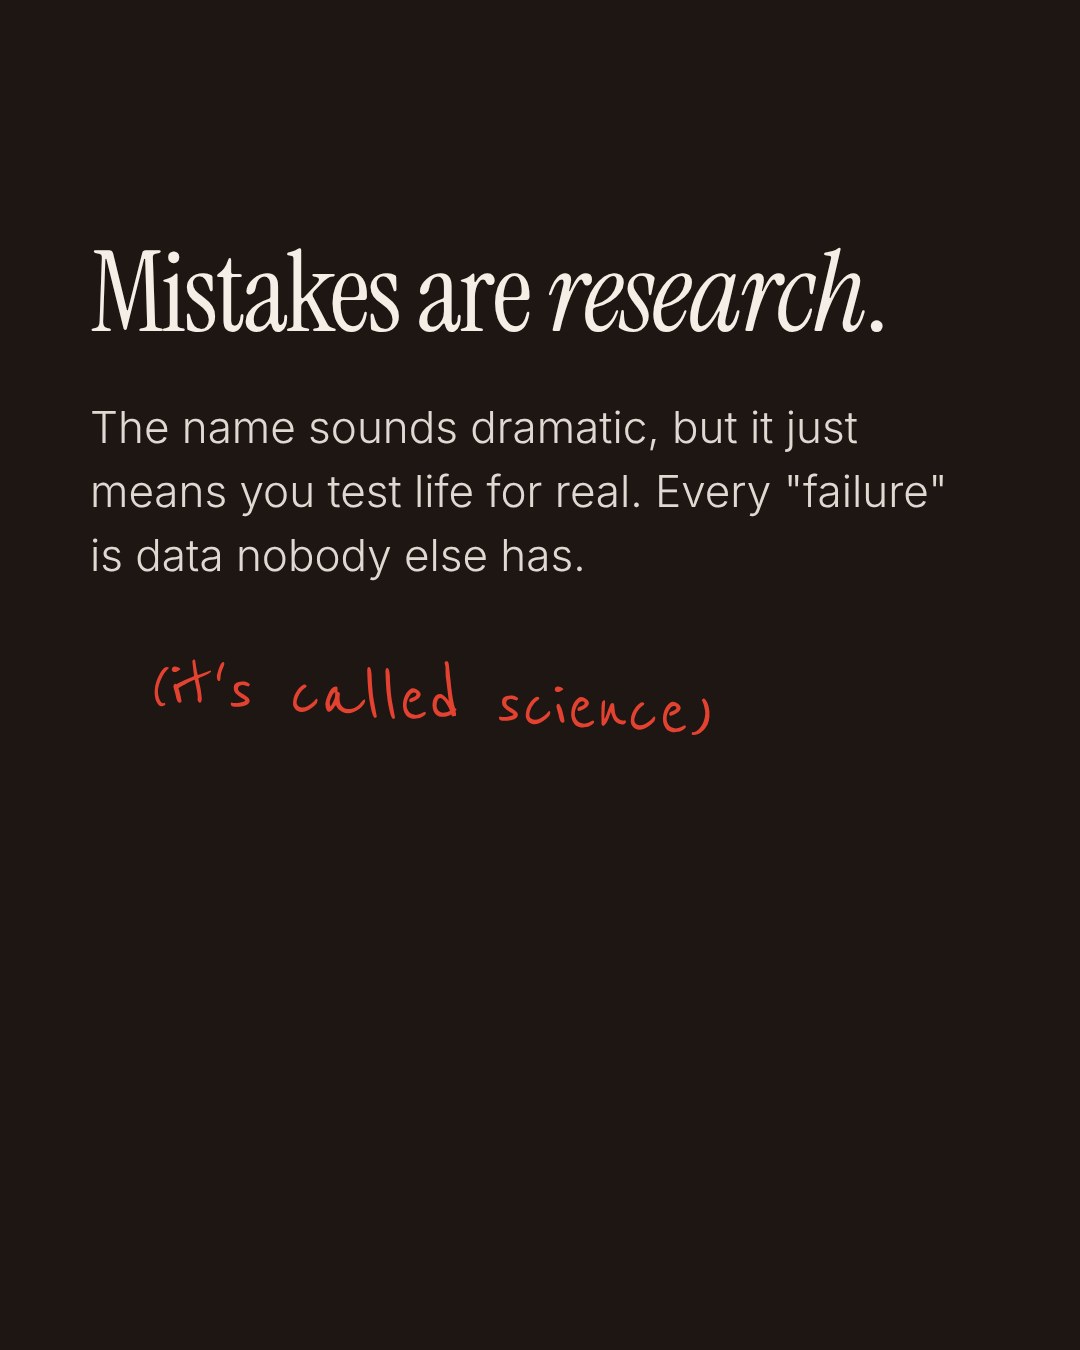 Mistakes are research.
The name sounds dramatic, but it just
means you test life for real. Every "failure"
is data nobody else has.
(it's called science)